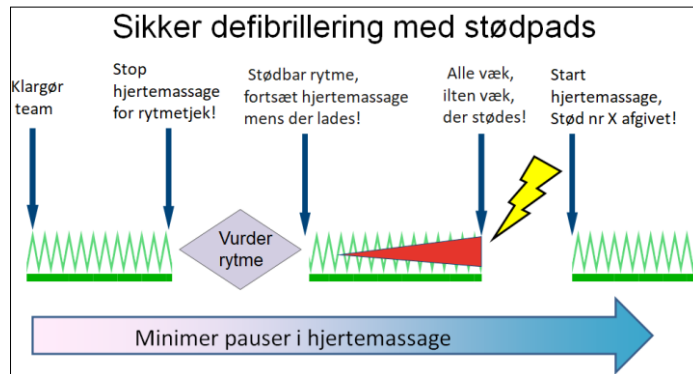 Sikker defibrillering med stødpads
Klargør
team
Stop
hjertemassage
for rytmetjek!
Stødbar rytme,
fortsæt hjertemassage
mens der lades!
Alle væk,
ilten væk,
der stødes!
Start
hjertemassage,
Stød nr X afgivet!
Vurder
rytme
Minimer pauser i hjertemassage